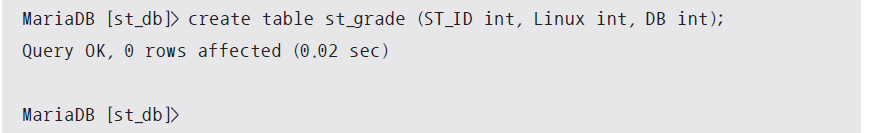 MariaDB [st_db]> create table st_grade (ST_ID int, Linux int, DB int);
Query OK, 0 rows affected (0.02 sec)
MariaDB [st_db]>